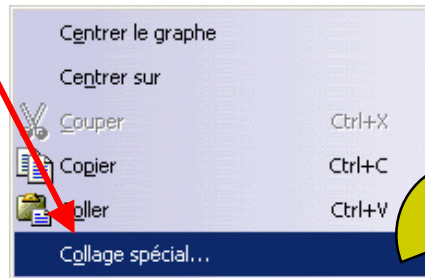 Centrer le graphe
Centrer sur
Couper Ctrl+X
Copier Ctrl+C
Coller Ctrl+V
Collage spécial...